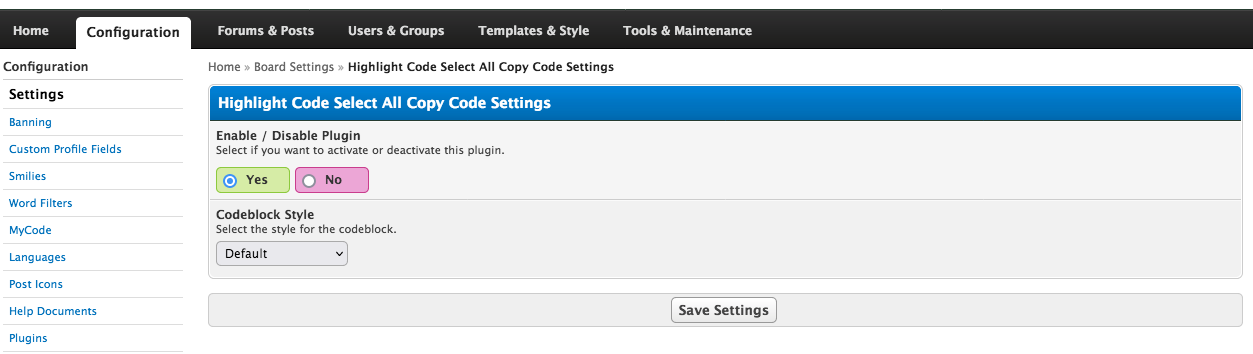 Home Configuration Forums & Posts Users & Groups Templates & Style Tools & Maintenance
Configuration
Settings
Banning
Custom Profile Fields
Smilies
Word Filters
MyCode
Languages
Post Icons
Help Documents
Plugins
Home » Board Settings » Highlight Code Select All Copy Code Settings
Highlight Code Select All Copy Code Settings
Enable / Disable Plugin
Select if you want to activate or deactivate this plugin.
Yes No
Codeblock Style
Select the style for the codeblock.
Default
Save Settings